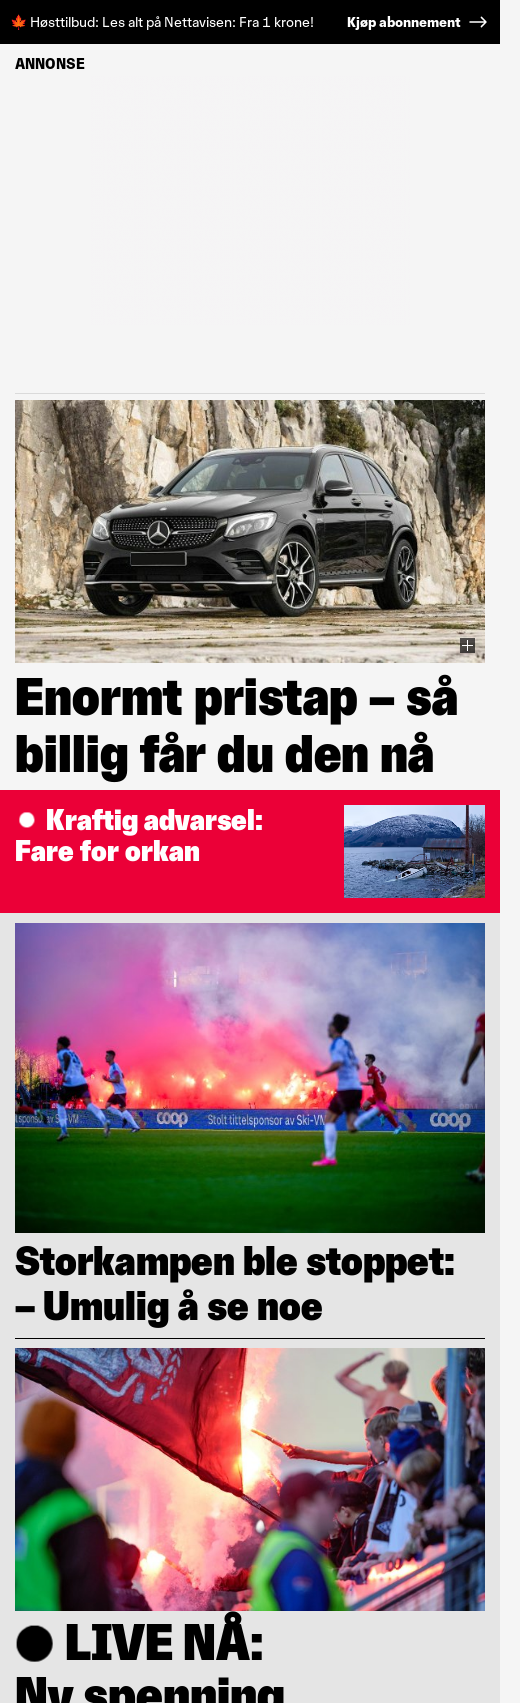 🍁 Høsttilbud: Les alt på Nettavisen: Fra 1 krone! Kjøp abonnement →
ANNONSE
Enormt pristap – så
billig får du den nå
Kraftig advarsel:
Fare for orkan
coop Stolt tittelsponsor av Ski-VM coop
Storkampen ble stoppet:
– Umulig å se noe
LIVE NÅ:
Ny spenning